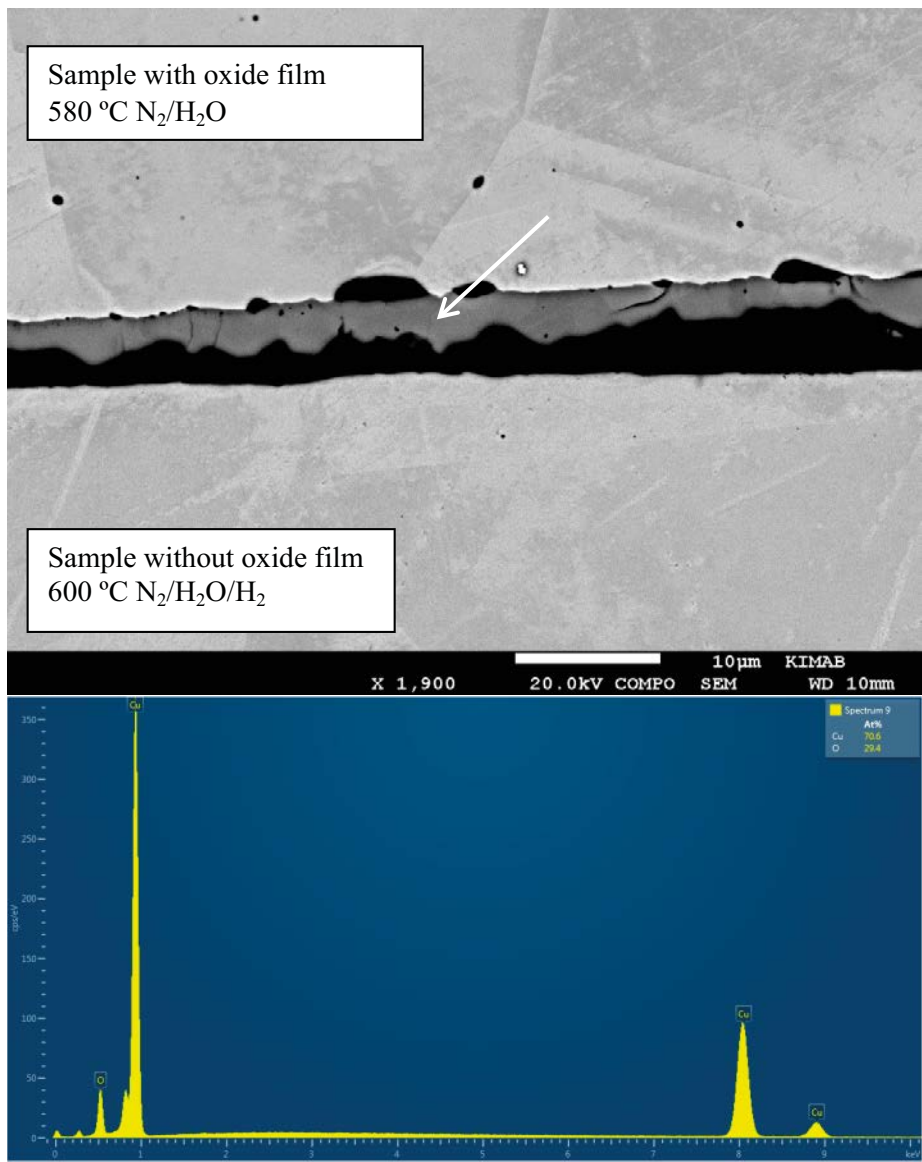 Sample with oxide film
580 ºC N₂/H₂O
Sample without oxide film
600 ºC N₂/H₂O/H₂
10µm KIMAB
X 1,900 20.0kV COMPO SEM WD 10mm
Cu
Spectrum 9
At%
Cu 70.6
O 29.4
350
300
250
200
150
100
50
0
cps/eV
O
Cu
Cu
0 1 2 3 4 5 6 7 8 9 keV